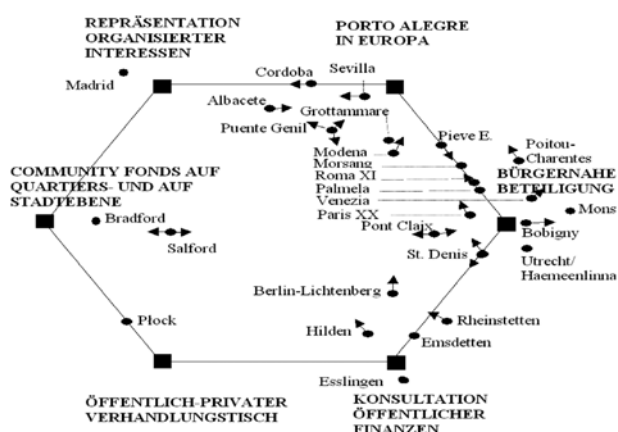 REPRÄSENTATION
ORGANISIERTER
INTERESSEN
PORTO ALEGRE
IN EUROPA
Madrid
Cordoba
Sevilla
Albacete
Grottammare
Puente Genil
Pieve E.
Modena
Morsang
Poitou-
Charentes
COMMUNITY FONDS AUF
QUARTIERS- UND AUF
STADTEBENE
Roma XI
BÜRGERNAHE
BETEILIGUNG
Palmela
Venezia
Bradford
Paris XX
Mons
Salford
Pont Claix
Bobigny
St. Denis
Utrecht/
Haemeenlinna
Berlin-Lichtenberg
Płock
Hilden
Rheinstetten
Emsdetten
Esslingen
ÖFFENTLICH-PRIVATER
VERHANDLUNGSTISCH
KONSULTATION
ÖFFENTLICHER
FINANZEN